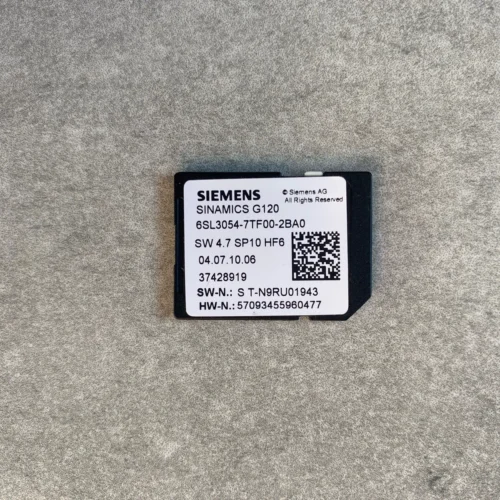 SIEMENS
© Siemens AG
All Rights Reserved
SINAMICS G120
6SL3054-7TF00-2BA0
SW 4.7 SP10 HF6
04.07.10.06
37428919
SW-N.: S T-N9RU01943
HW-N.: 57093455960477